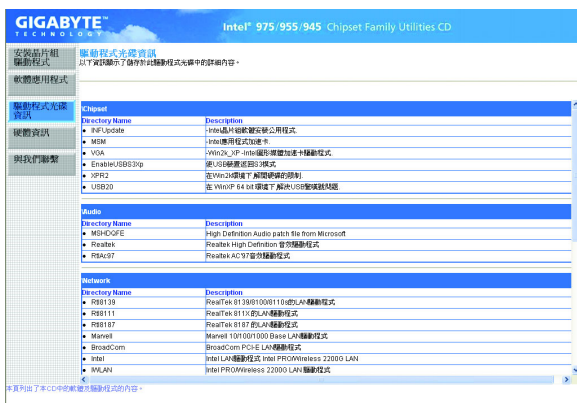 GIGABYTE™
TECHNOLOGY
Intel® 975/955/945 Chipset Family Utilities CD
安裝晶片組
驅動程式
軟體應用程式
驅動程式光碟
資訊
硬體資訊
與我們聯繫
驅動程式光碟資訊
以下資訊顯示了儲存於此驅動程式光碟中的詳細內容。
Chipset
Directory Name Description
• INFUpdate -Intel晶片組軟體安裝公用程式.
• MSM -Intel應用程式加速卡.
• VGA -Win2k_XP -Intel圖形媒體加速卡驅動程式.
• EnableUSBS3Xp 使USB裝置返回S3模式.
• XPR2 在Win2k環境下,解開硬碟的限制.
• USB20 在 WinXP 64 bit 環境下,解決USB驚嘆號問題.
Audio
Directory Name Description
• MSHDQFE High Definition Audio patch file from Microsoft
• Realtek Realtek High Definition 音效驅動程式
• RtlAc97 Realtek AC'97音效驅動程式
Network
Directory Name Description
• Rtl8139 RealTek 8139/8100/8110s的LAN驅動程式
• Rtl8111 RealTek 811X 的LAN驅動程式
• Rtl8187 RealTek 8187 的LAN驅動程式
• Marvell Marvell 10/100/1000 Base LAN驅動程式
• BroadCom BroadCom PCI-E LAN驅動程式
• Intel Intel LAN驅動程式 Intel PRO/Wireless 2200G LAN
• IWLAN Intel PRO/Wireless 2200G LAN 驅動程式
本頁列出了本CD中的軟體及驅動程式的內容。